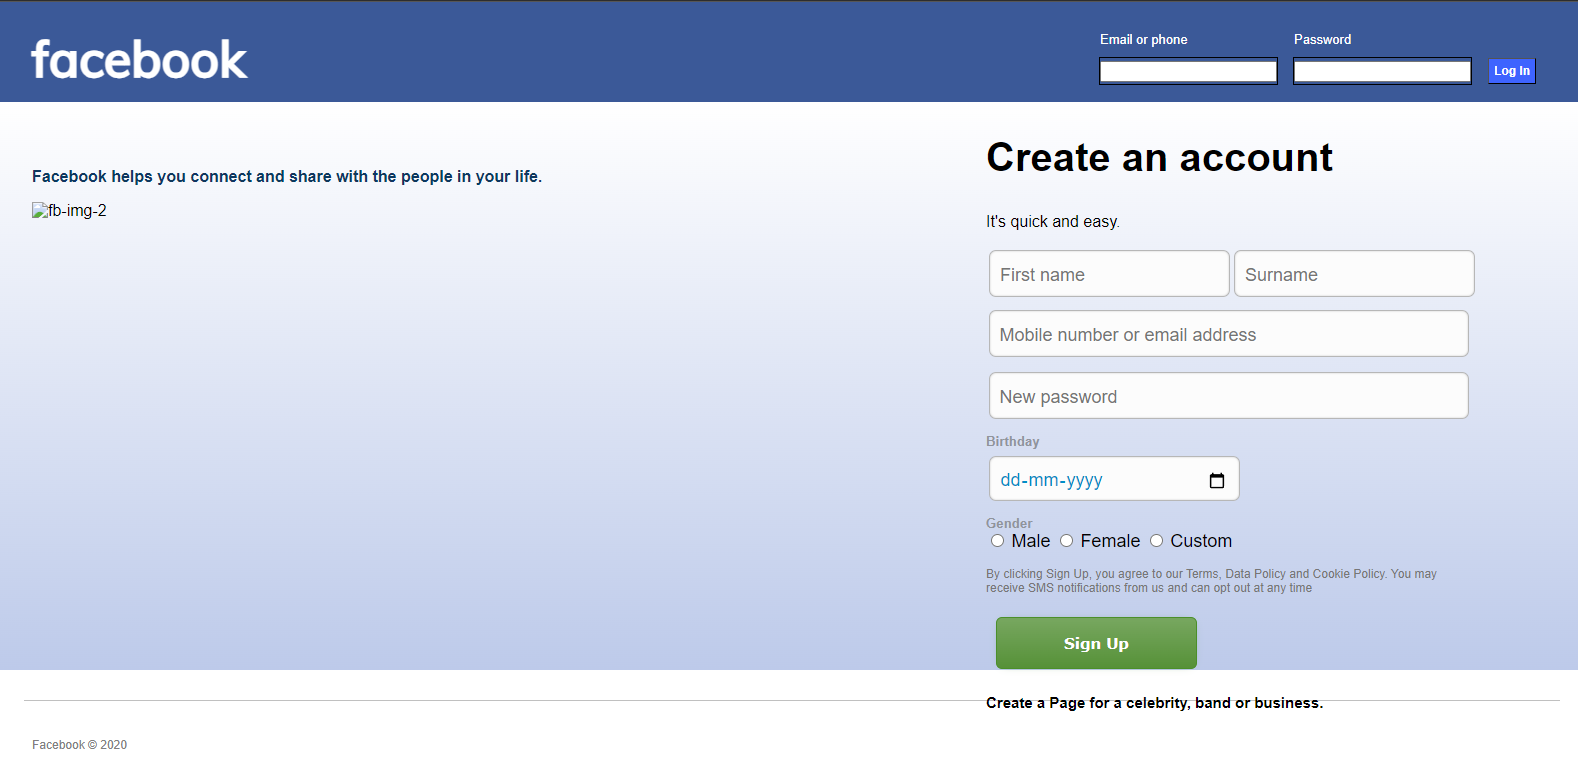 facebook
Email or phone
Password
Log In
Facebook helps you connect and share with the people in your life.
fb-img-2
Create an account
It's quick and easy.
First name
Surname
Mobile number or email address
New password
Birthday
dd-mm-yyyy
Gender
Male
Female
Custom
By clicking Sign Up, you agree to our Terms, Data Policy and Cookie Policy. You may
receive SMS notifications from us and can opt out at any time
Sign Up
Create a Page for a celebrity, band or business.
Facebook © 2020